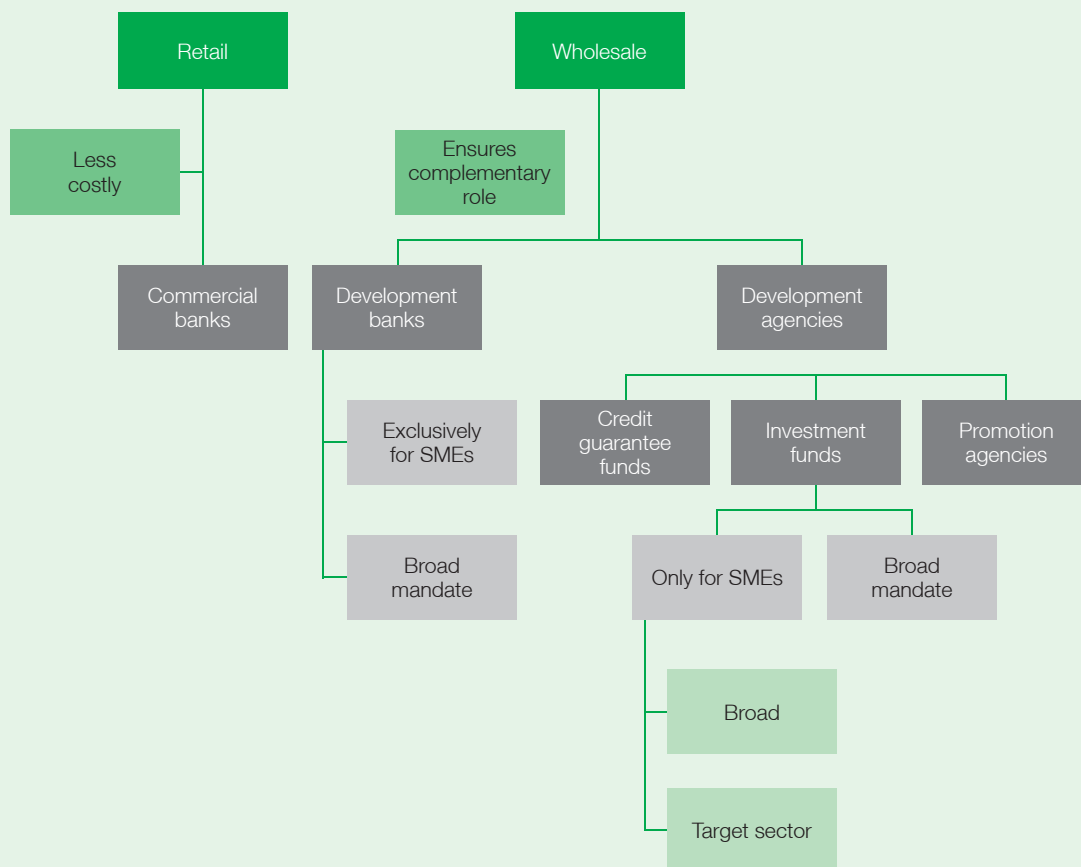 Retail
Wholesale
Less
costly
Ensures
complementary
role
Commercial
banks
Development
banks
Development
agencies
Exclusively
for SMEs
Credit
guarantee
funds
Investment
funds
Promotion
agencies
Broad
mandate
Only for SMEs
Broad
mandate
Broad
Target sector